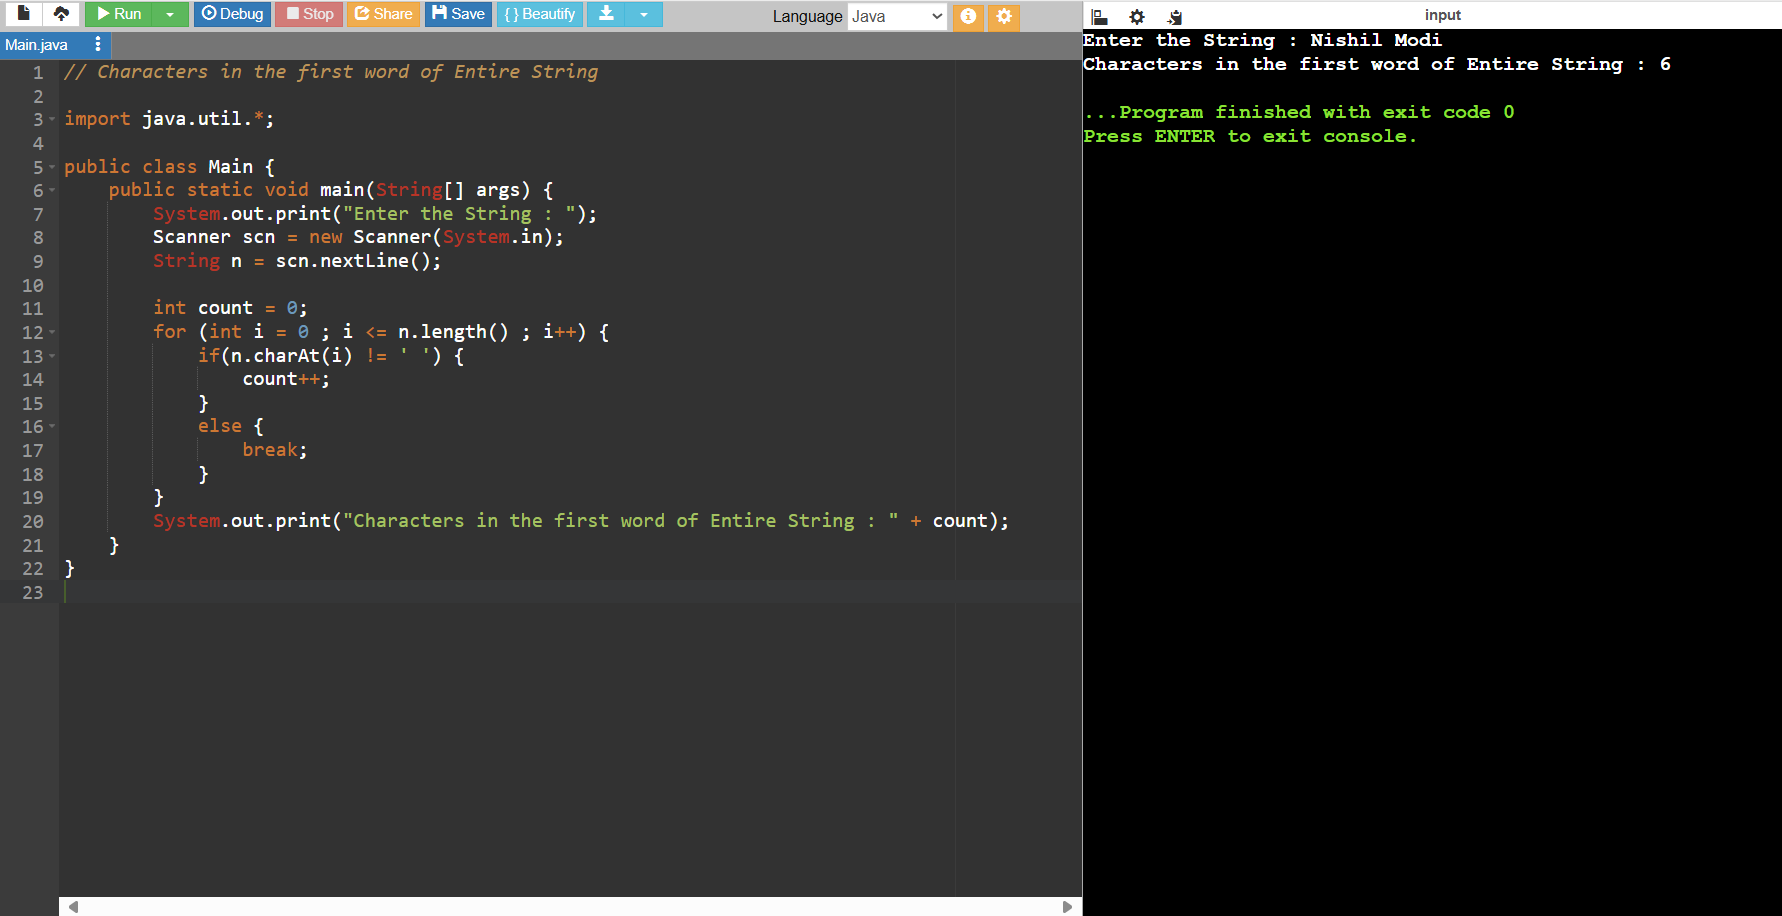 Run Debug Stop Share Save { } Beautify Language Java
Main.java
1 // Characters in the first word of Entire String
2
3 import java.util.*;
4
5 public class Main {
6     public static void main(String[] args) {
7         System.out.print("Enter the String : ");
8         Scanner scn = new Scanner(System.in);
9         String n = scn.nextLine();
10
11         int count = 0;
12         for (int i = 0 ; i <= n.length() ; i++) {
13             if(n.charAt(i) != ' ') {
14                 count++;
15             }
16             else {
17                 break;
18             }
19         }
20         System.out.print("Characters in the first word of Entire String : " + count);
21     }
22 }
23
input
Enter the String : Nishil Modi
Characters in the first word of Entire String : 6
...Program finished with exit code 0
Press ENTER to exit console.